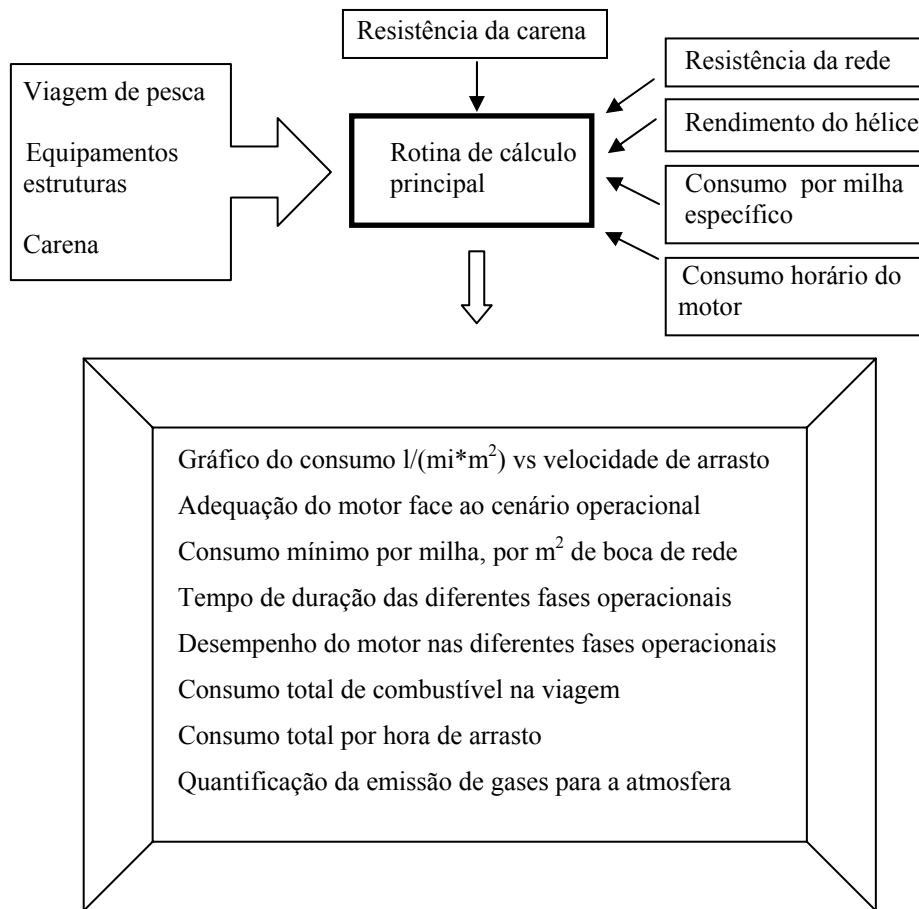 Resistência da carena
Viagem de pesca
Equipamentos
estruturas
Carena
Rotina de cálculo
principal
Resistência da rede
Rendimento do hélice
Consumo por milha
específico
Consumo horário do
motor
Gráfico do consumo l/(mi*m²) vs velocidade de arrasto
Adequação do motor face ao cenário operacional
Consumo mínimo por milha, por m² de boca de rede
Tempo de duração das diferentes fases operacionais
Desempenho do motor nas diferentes fases operacionais
Consumo total de combustível na viagem
Consumo total por hora de arrasto
Quantificação da emissão de gases para a atmosfera